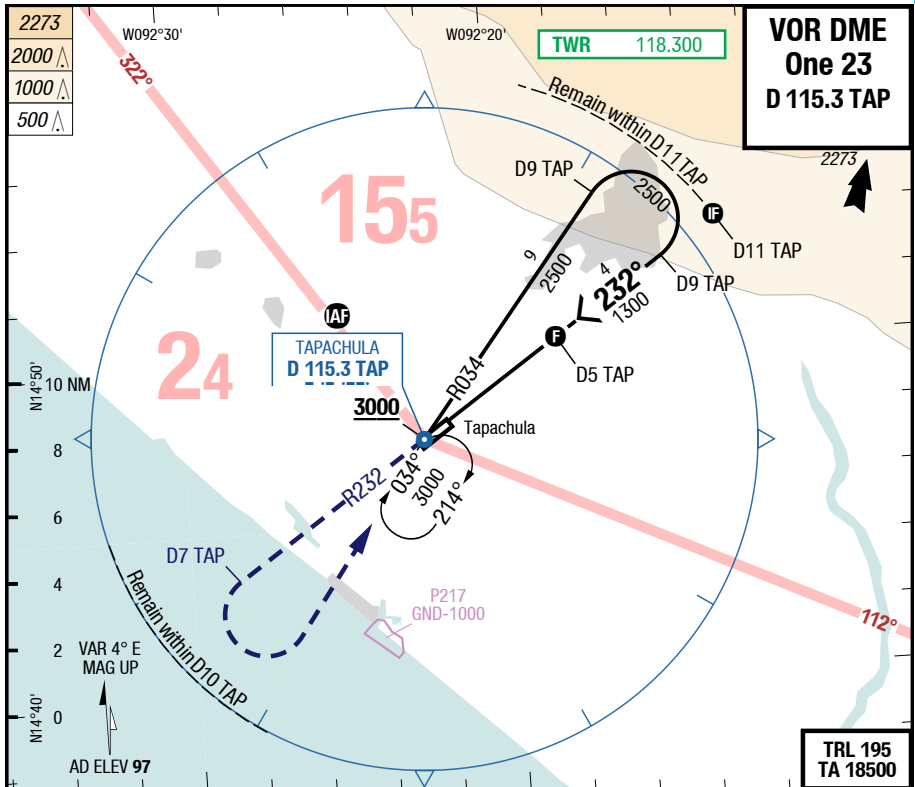 2273
2000
1000
500
W092°30'
W092°20'
TWR 118.300
VOR DME
One 23
D 115.3 TAP
322°
Remain within D11 TAP
2273
D9 TAP
2500
IF
D11 TAP
155
9
2500
4
232°
1300
D9 TAP
IAF
F
D5 TAP
24
TAPACHULA
D 115.3 TAP
N14°50'
10 NM
3000
R034
Tapachula
8
R232
034°
3000
214°
6
D7 TAP
4
P217
GND-1000
112°
Remain within D10 TAP
2
VAR 4° E
MAG UP
N14°40'
0
AD ELEV 97
TRL 195
TA 18500